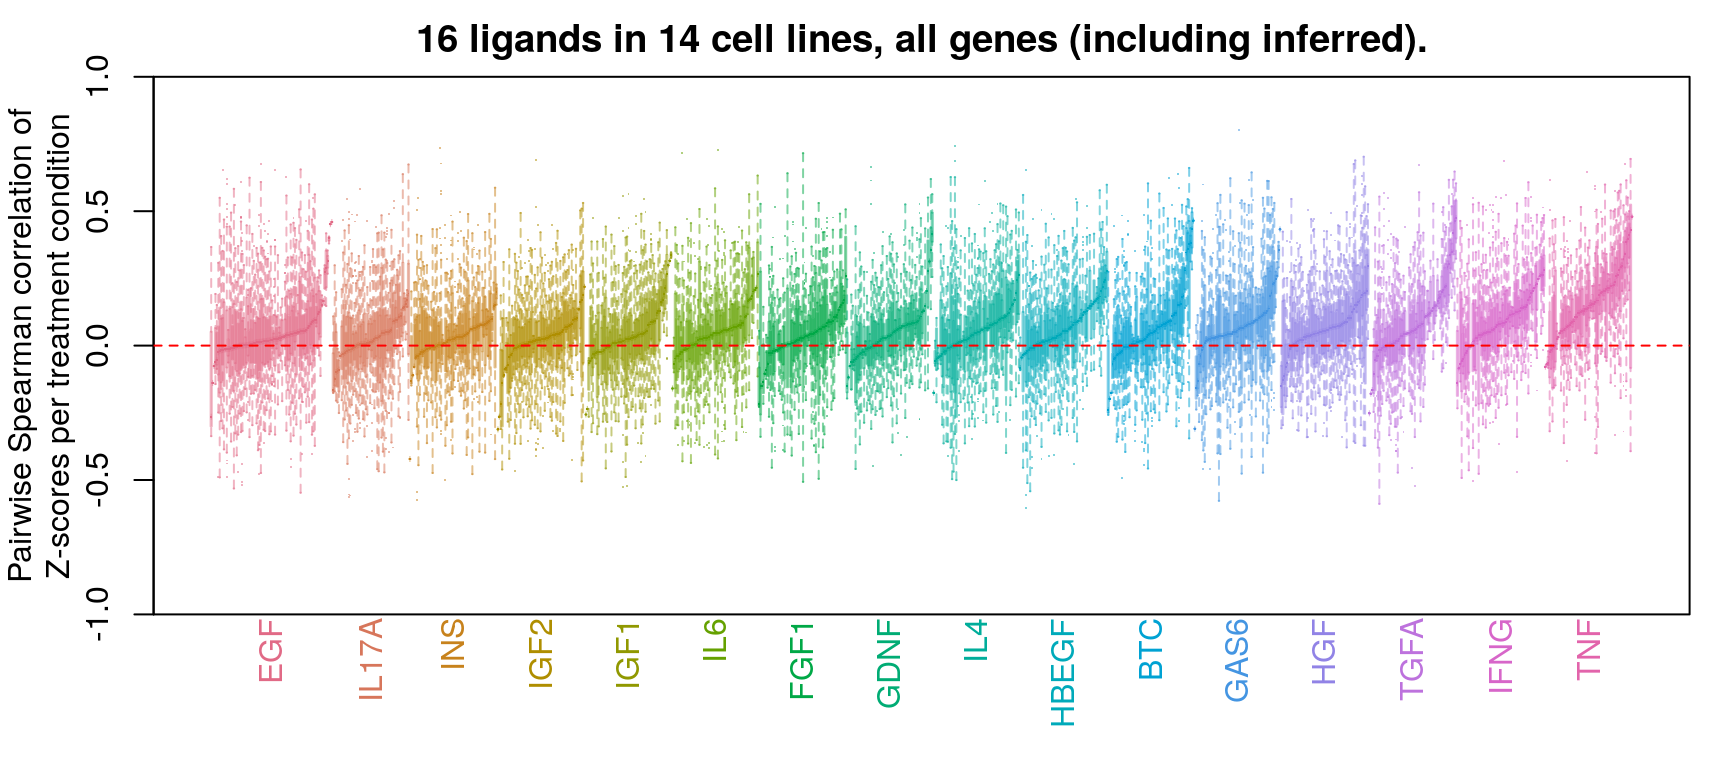 16 ligands in 14 cell lines, all genes (including inferred).
Pairwise Spearman correlation of
Z-scores per treatment condition
1.0
0.5
0.0
-0.5
-1.0
EGF
IL17A
INS
IGF2
IGF1
IL6
FGF1
GDNF
IL4
HBEGF
BTC
GAS6
HGF
TGFA
IFNG
TNF